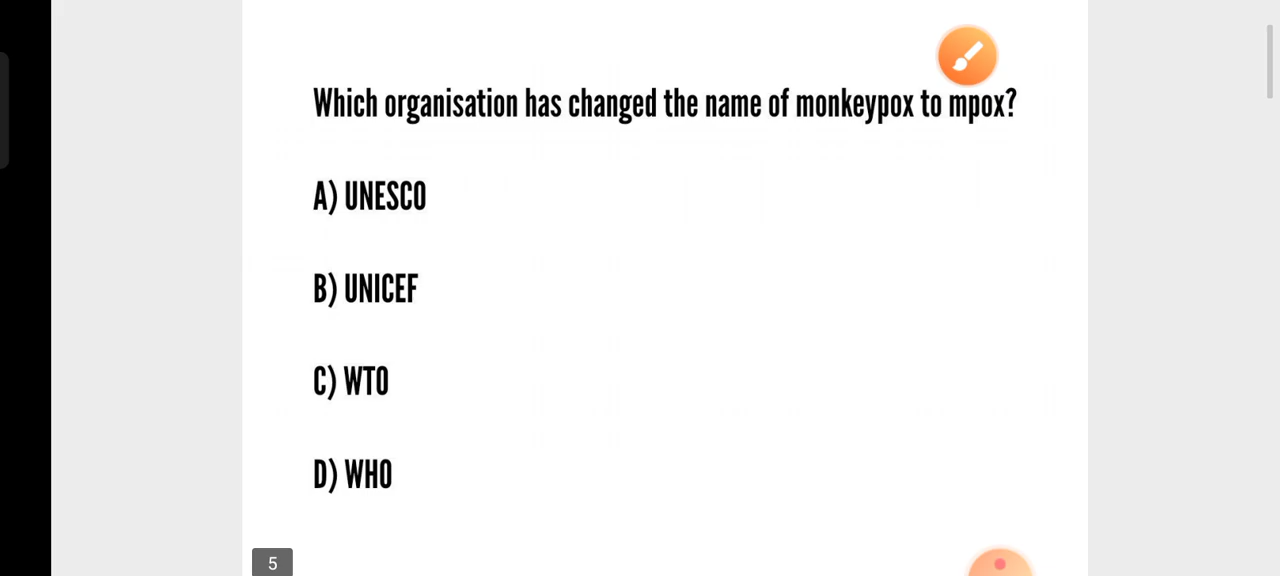 Which organisation has changed the name of monkeypox to mpox?
A) UNESCO
B) UNICEF
C) WTO
D) WHO
5